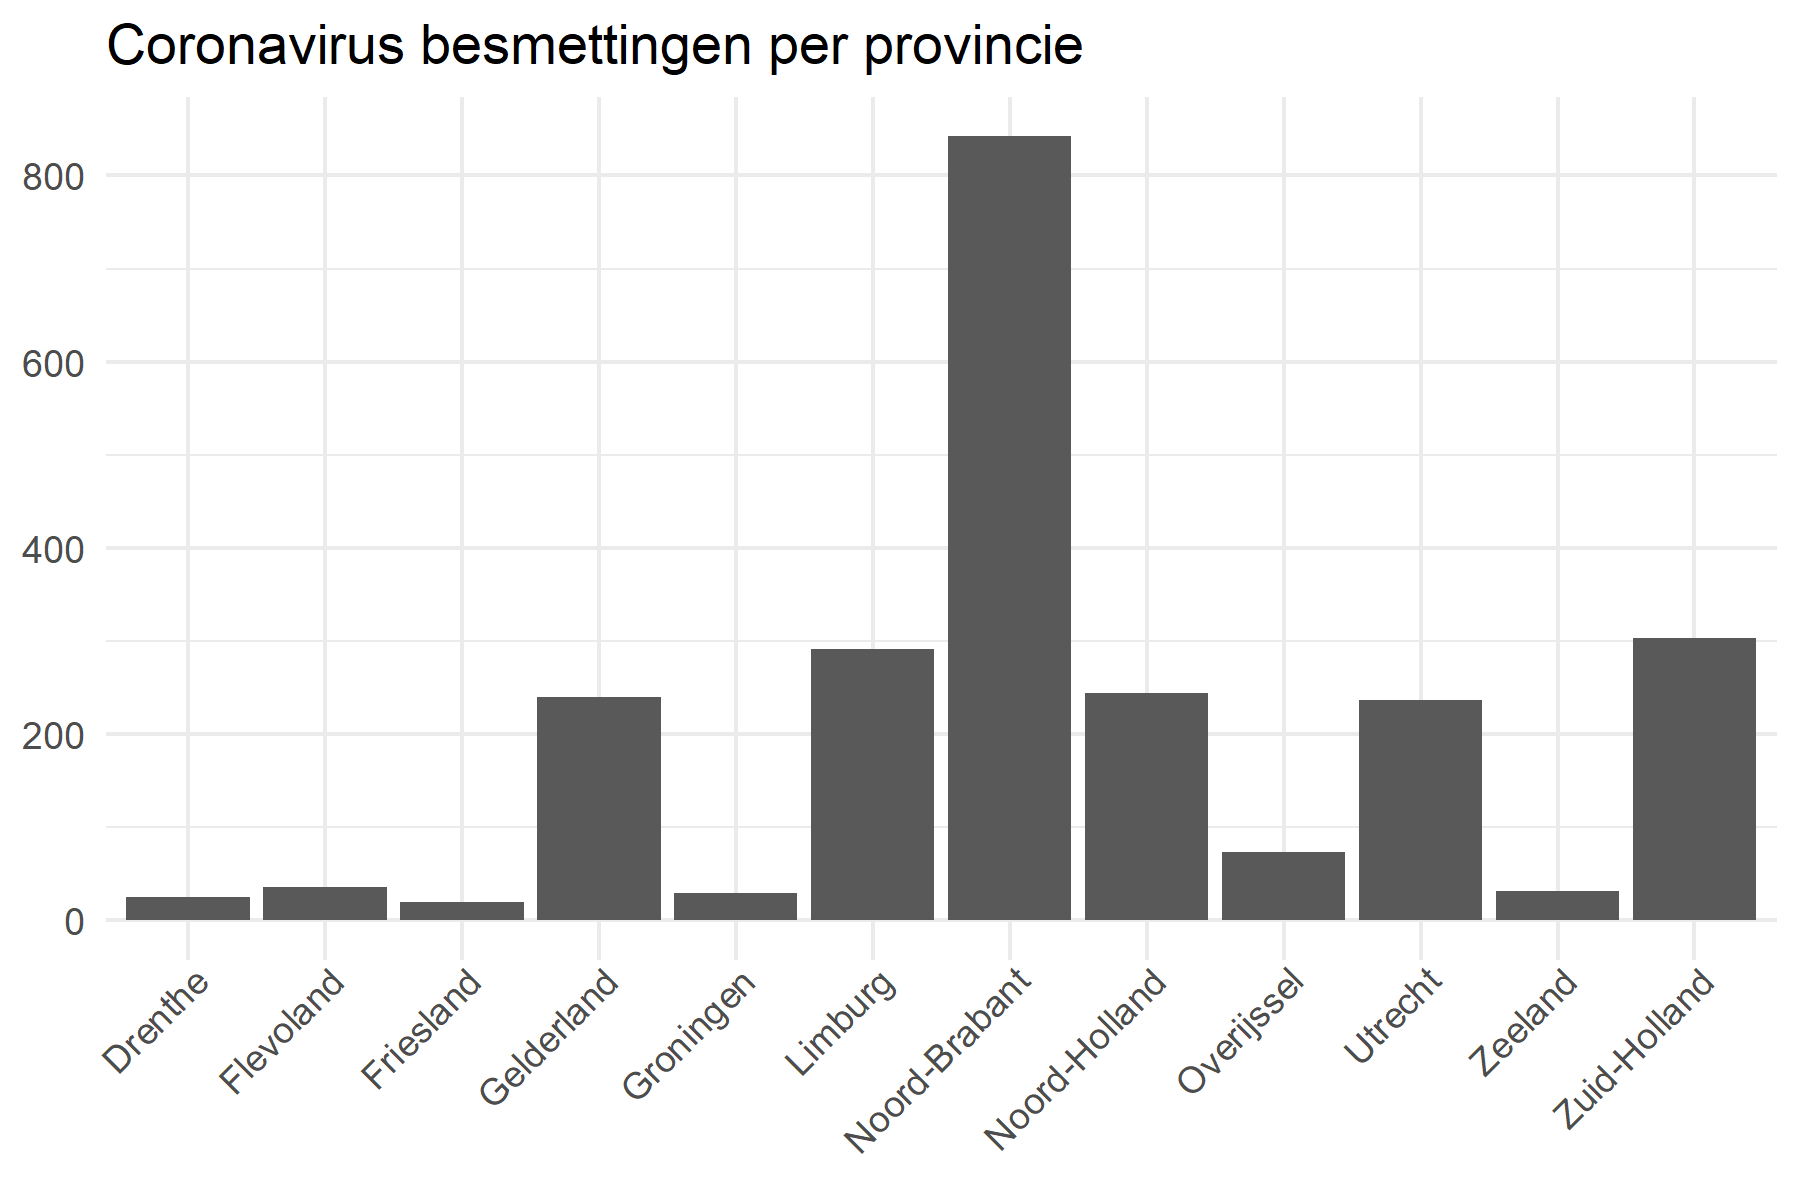 Coronavirus besmettingen per provincie
800
600
400
200
0
Drenthe
Flevoland
Friesland
Gelderland
Groningen
Limburg
Noord-Brabant
Noord-Holland
Overijssel
Utrecht
Zeeland
Zuid-Holland